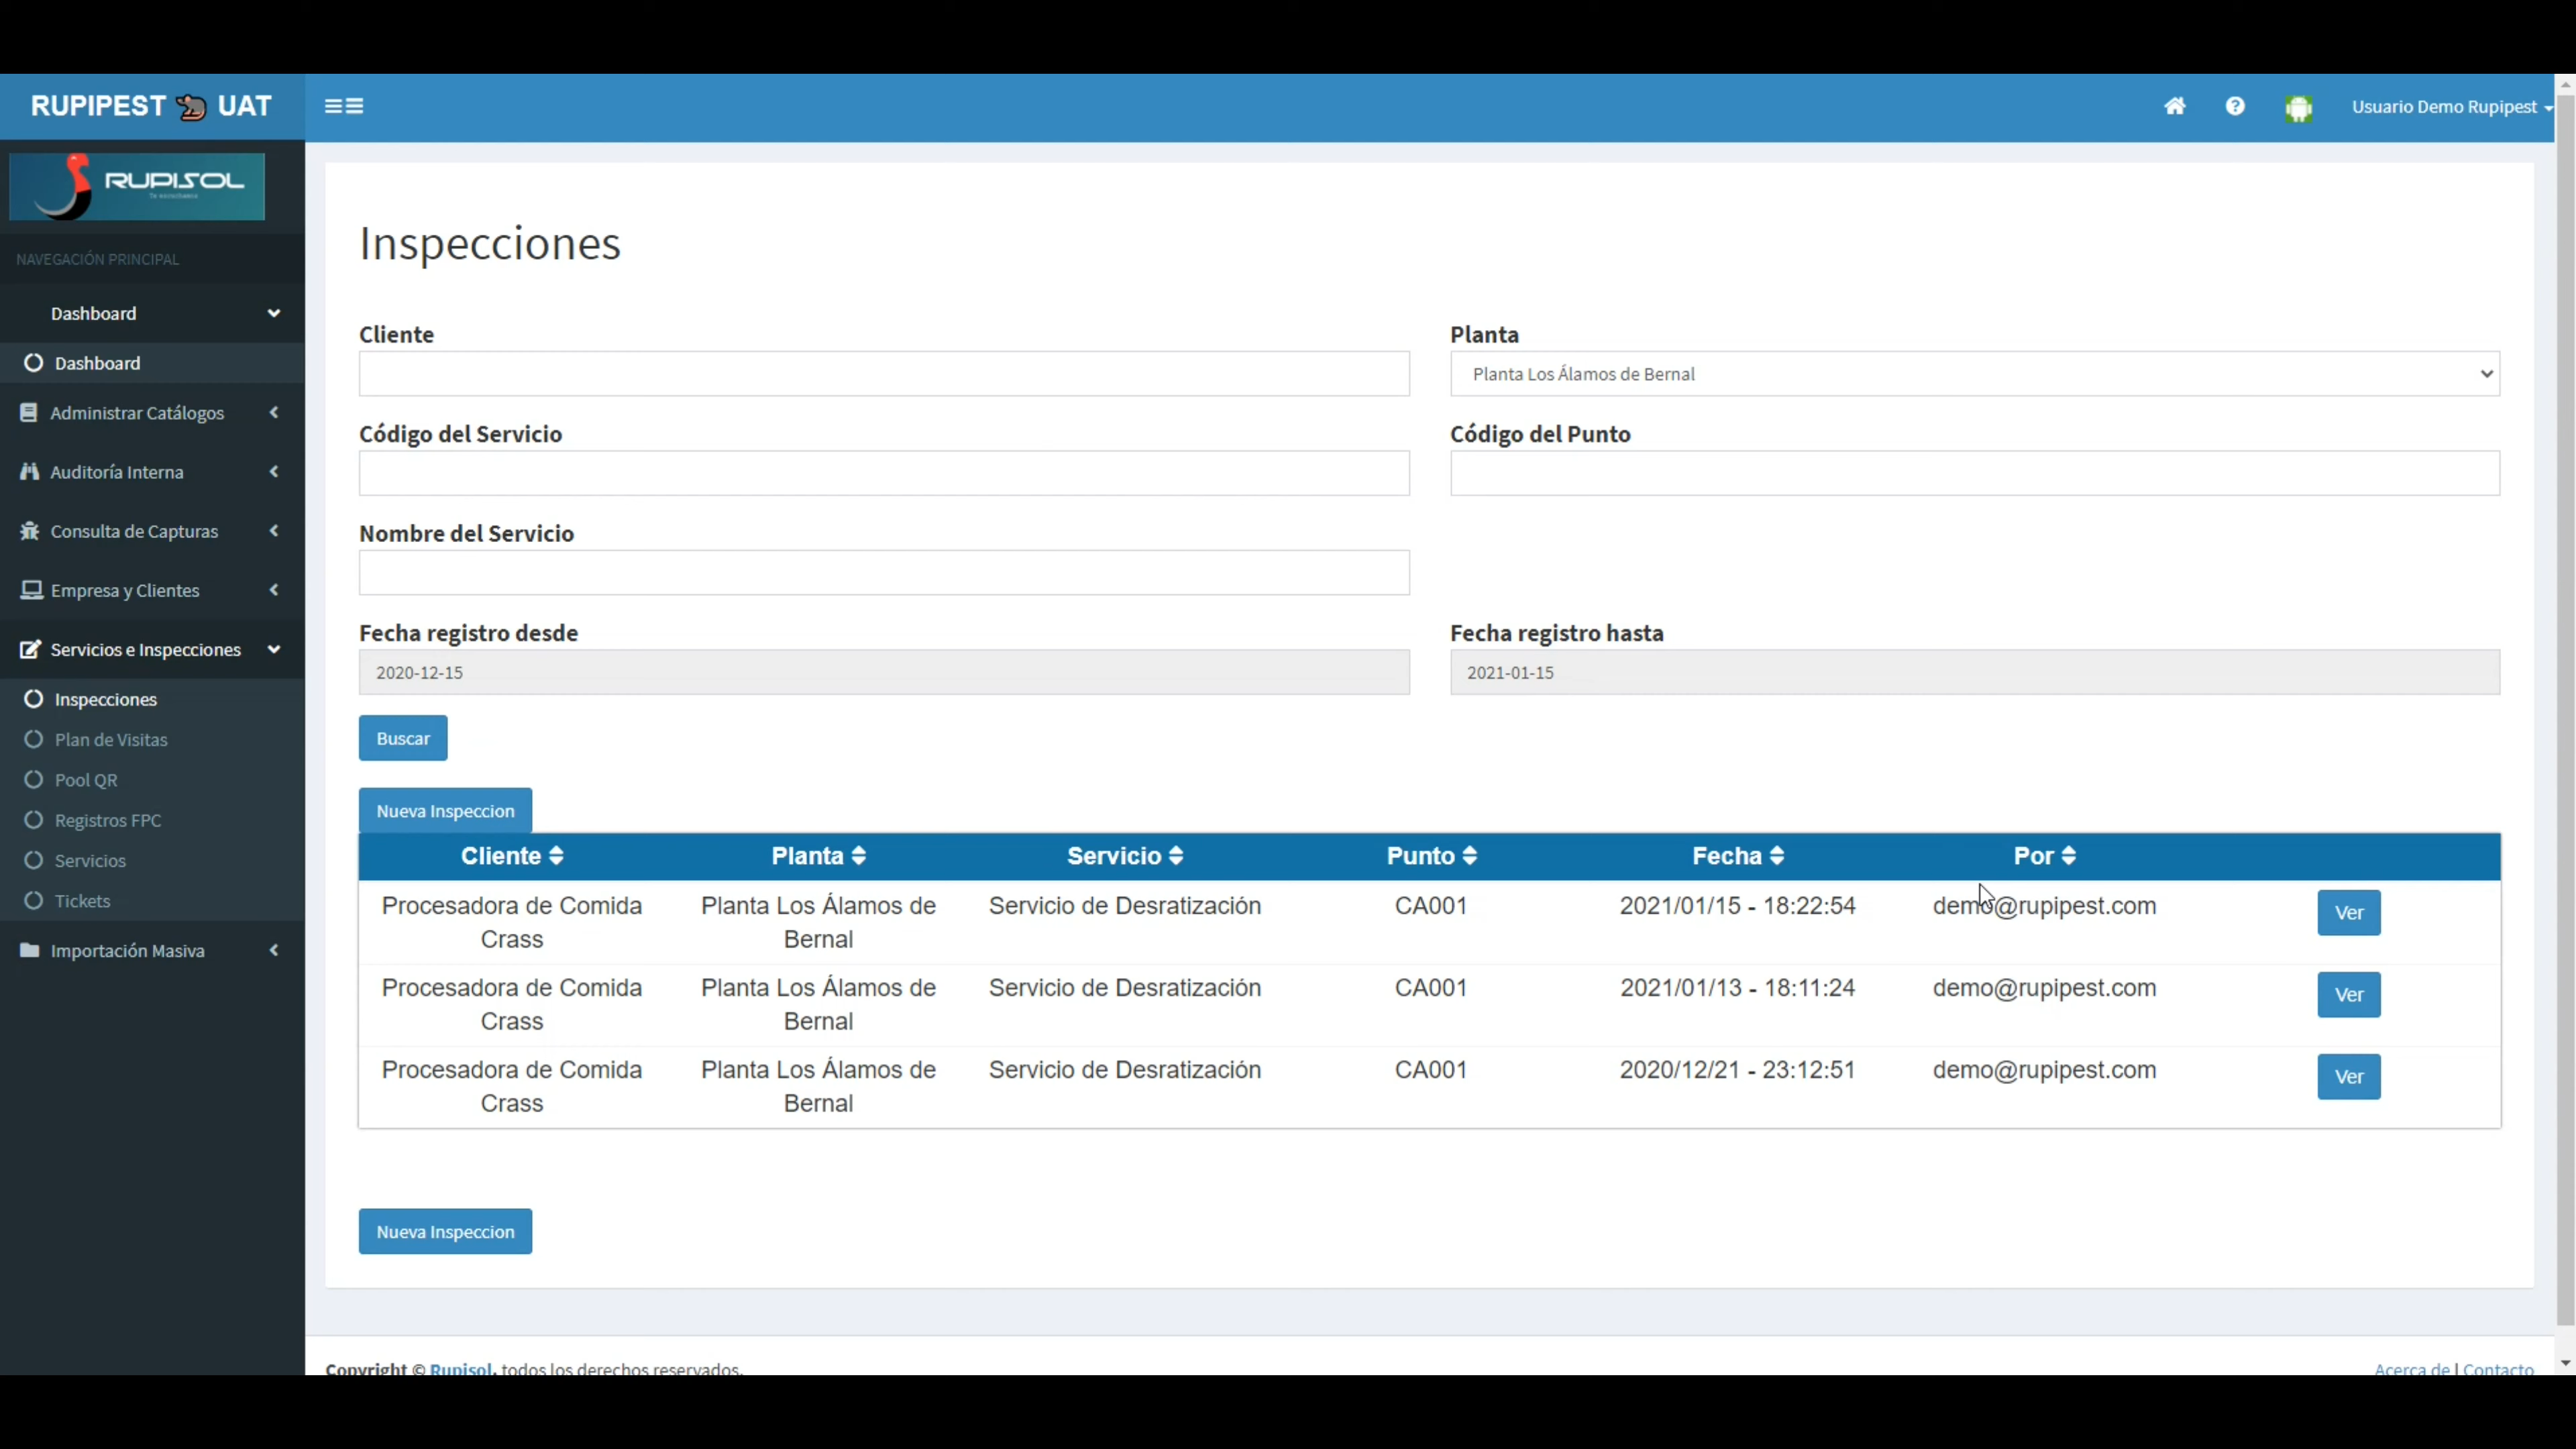 RUPIPEST UAT
Usuario Demo Rupipest
RUPISOL
NAVEGACIÓN PRINCIPAL
Dashboard
Dashboard
Administrar Catálogos
Auditoría Interna
Consulta de Capturas
Empresa y Clientes
Servicios e Inspecciones
Inspecciones
Plan de Visitas
Pool QR
Registros FPC
Servicios
Tickets
Importación Masiva
Inspecciones
Cliente
Planta
Planta Los Álamos de Bernal
Código del Servicio
Código del Punto
Nombre del Servicio
Fecha registro desde
Fecha registro hasta
2020-12-15
2021-01-15
Buscar
Nueva Inspeccion
Cliente Planta Servicio Punto Fecha Por
Procesadora de Comida Crass Planta Los Álamos de Bernal Servicio de Desratización CA001 2021/01/15 - 18:22:54 demo@rupipest.com Ver
Procesadora de Comida Crass Planta Los Álamos de Bernal Servicio de Desratización CA001 2021/01/13 - 18:11:24 demo@rupipest.com Ver
Procesadora de Comida Crass Planta Los Álamos de Bernal Servicio de Desratización CA001 2020/12/21 - 23:12:51 demo@rupipest.com Ver
Nueva Inspeccion
Copyright © Rupisol. todos los derechos reservados.
Acerca de | Contacto